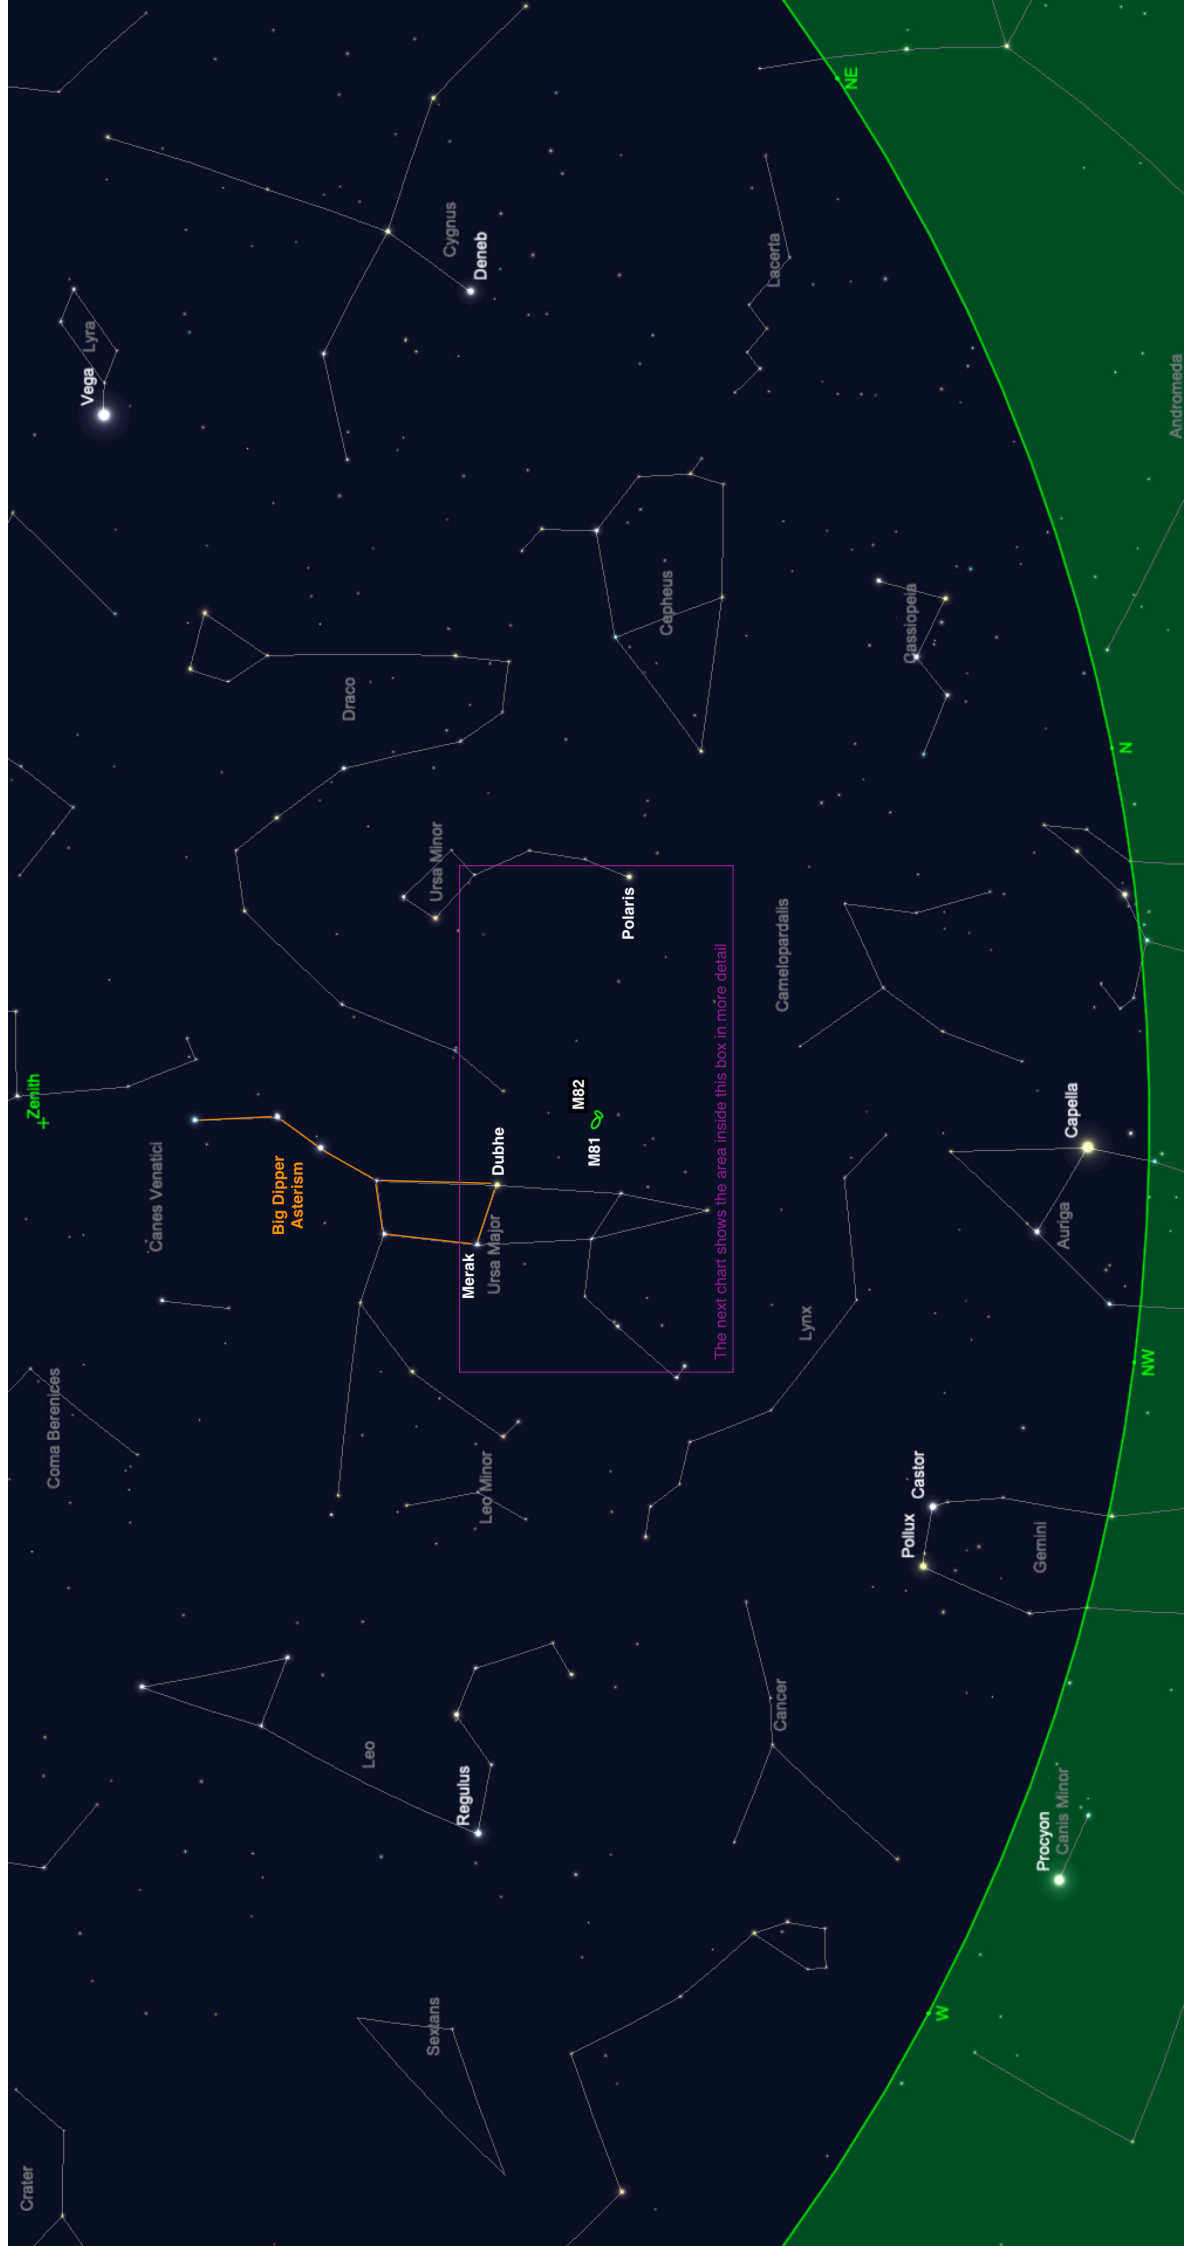 Crater
Zenith
Coma Berenices
Vega
Lyra
Canes Venatici
Big Dipper
Asterism
Draco
Leo
Sextans
Ursa Minor
Cygnus
Regulus
Merak
Deneb
Leo Minor
Ursa Major
Dubhe
M82
M81
Polaris
Cepheus
The next chart shows the area inside this box in more detail
Lacerta
Cancer
Camelopardalis
Lynx
NE
Pollux
Cassiopeia
Castor
W
Gemini
Procyon
Canis Minor
Auriga
Capella
N
NW
Andromeda